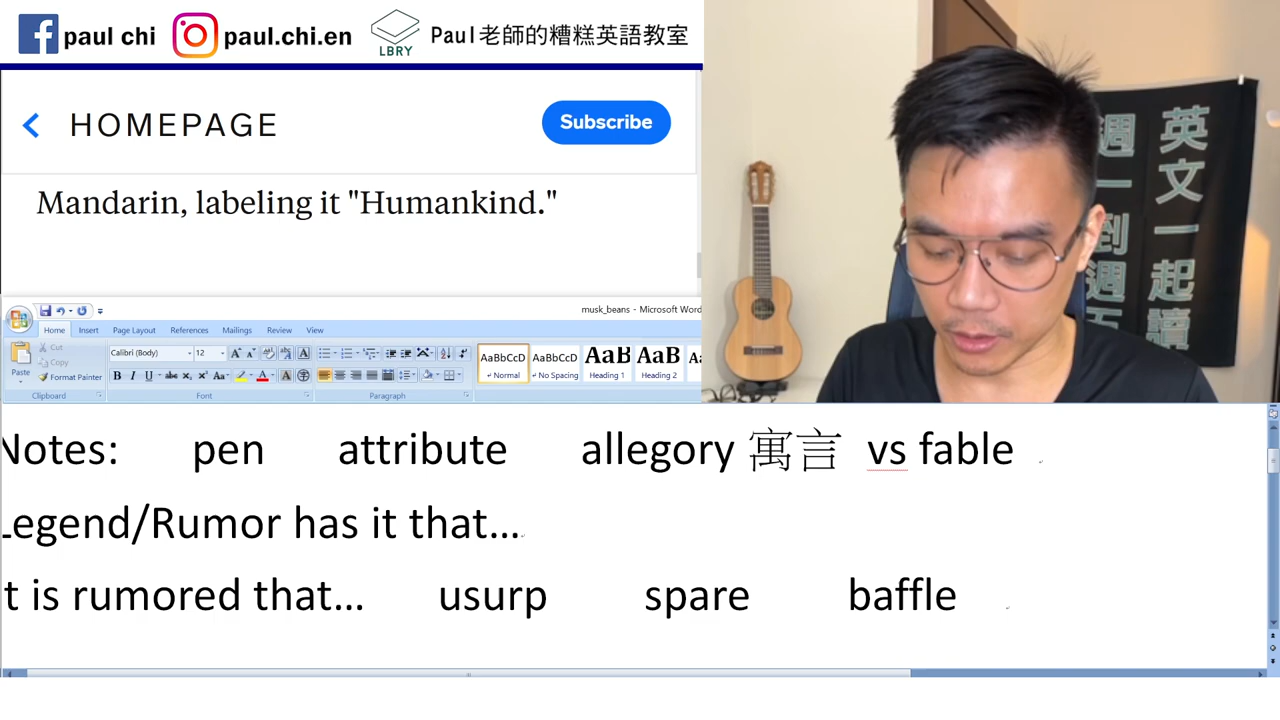 paul chi
paul.chi.en
LBRY
Paul老師的糟糕英語教室
HOMEPAGE
Subscribe
Mandarin, labeling it "Humankind."
英文一起讀
週一到週五
musk_beans - Microsoft Word
Home Insert Page Layout References Mailings Review View
Paste
Cut
Copy
Format Painter
Clipboard
Calibri (Body) 12
Font
Paragraph
AaBbCcD AaBbCcD AaB AaB
Normal No Spacing Heading 1 Heading 2
Notes: pen attribute allegory 寓言 vs fable
Legend/Rumor has it that...
t is rumored that... usurp spare baffle